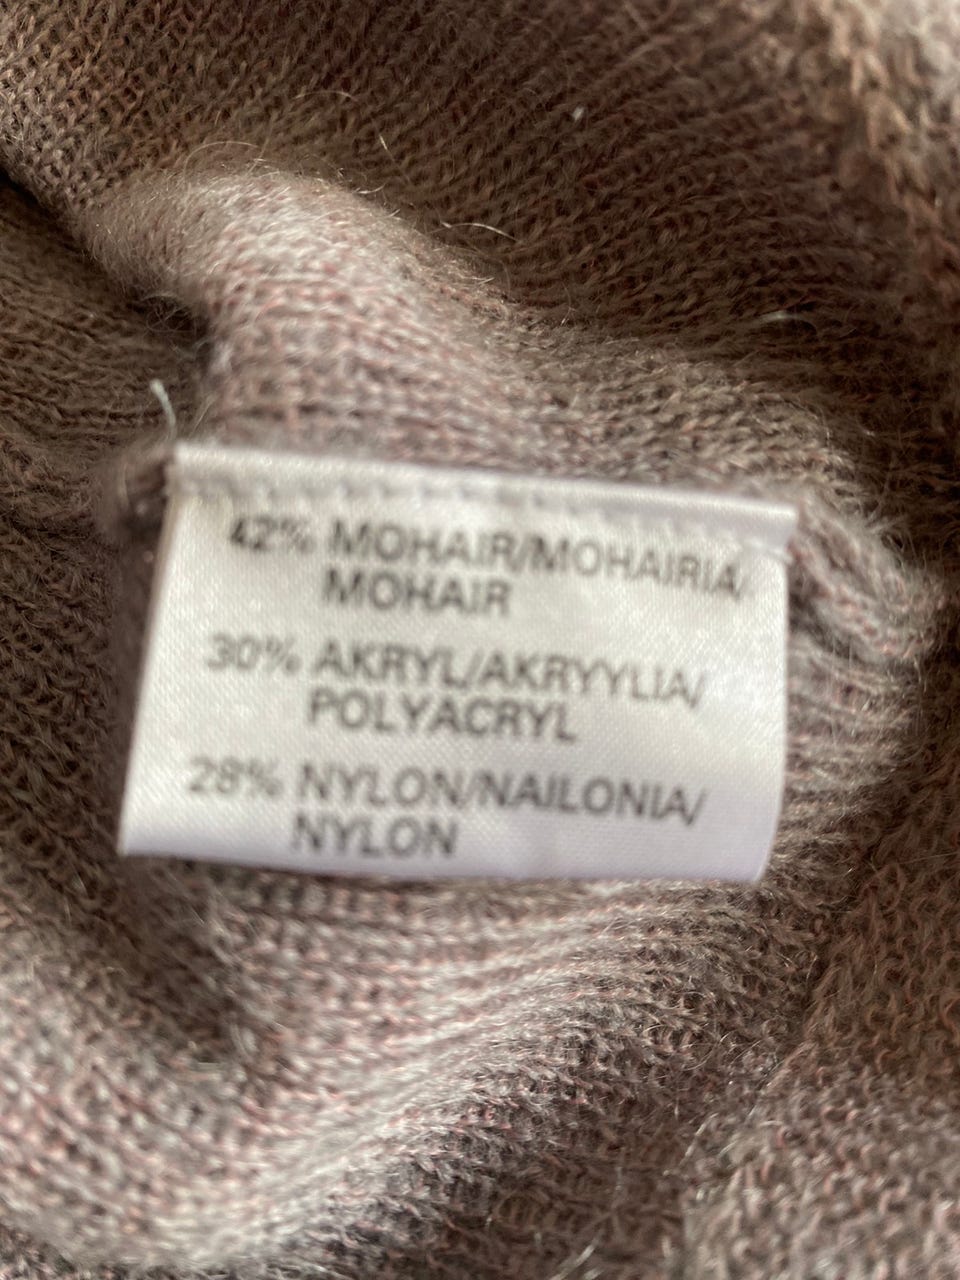 42% MOHAIR/MOHAIRIA/
MOHAIR
30% AKRYL/AKRYYLIA/
POLYACRYL
28% NYLON/NAILONIA/
NYLON